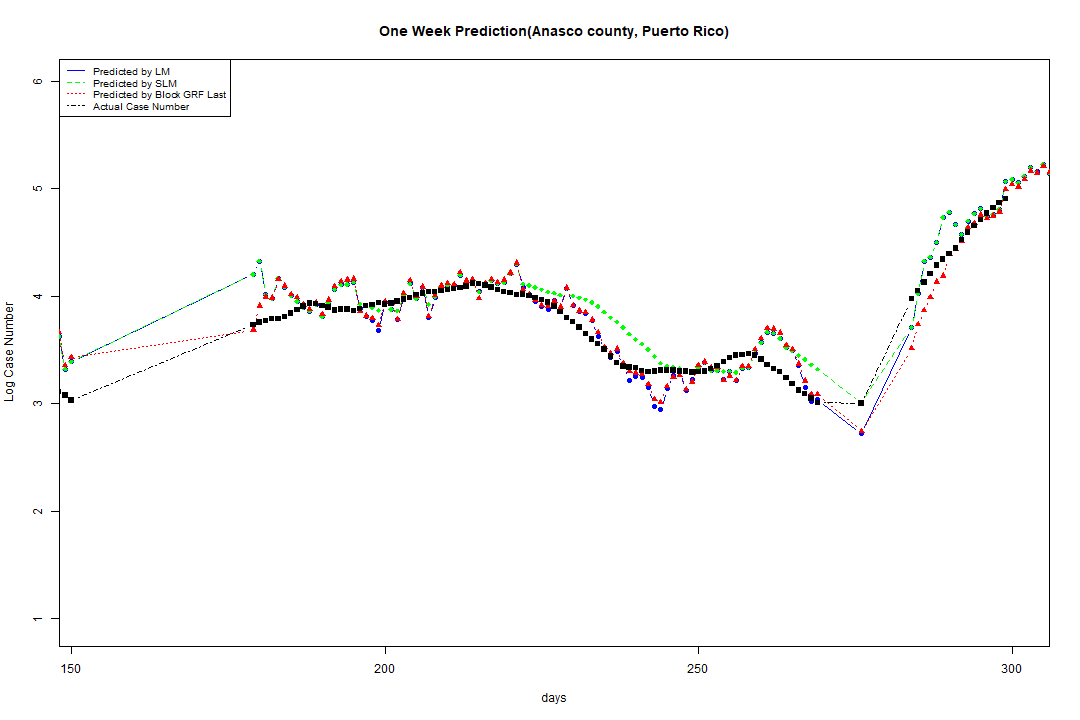 One Week Prediction(Anasco county, Puerto Rico)
Predicted by LM
Predicted by SLM
Predicted by Block GRF Last
Actual Case Number
6
5
4
3
2
1
Log Case Number
150 200 250 300
days